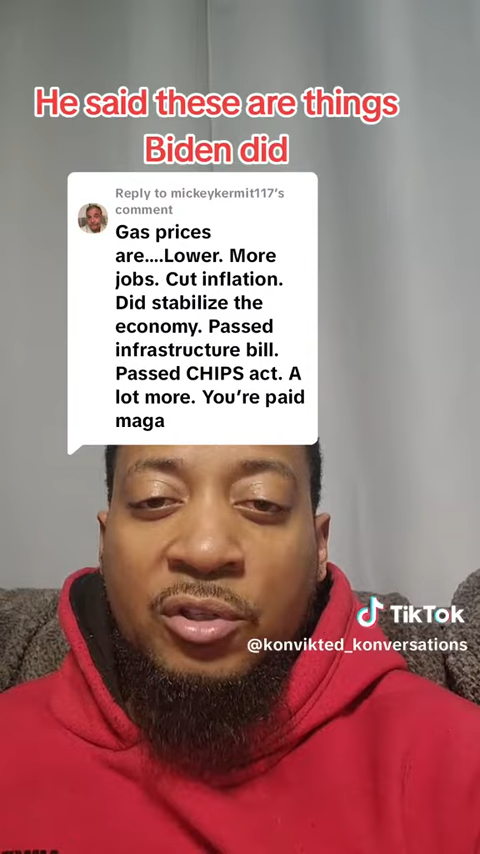 He said these are things
Biden did
Reply to mickeykermit117's
comment
Gas prices
are....Lower. More
jobs. Cut inflation.
Did stabilize the
economy. Passed
infrastructure bill.
Passed CHIPS act. A
lot more. You're paid
maga
TikTok
@konvikted_konversations